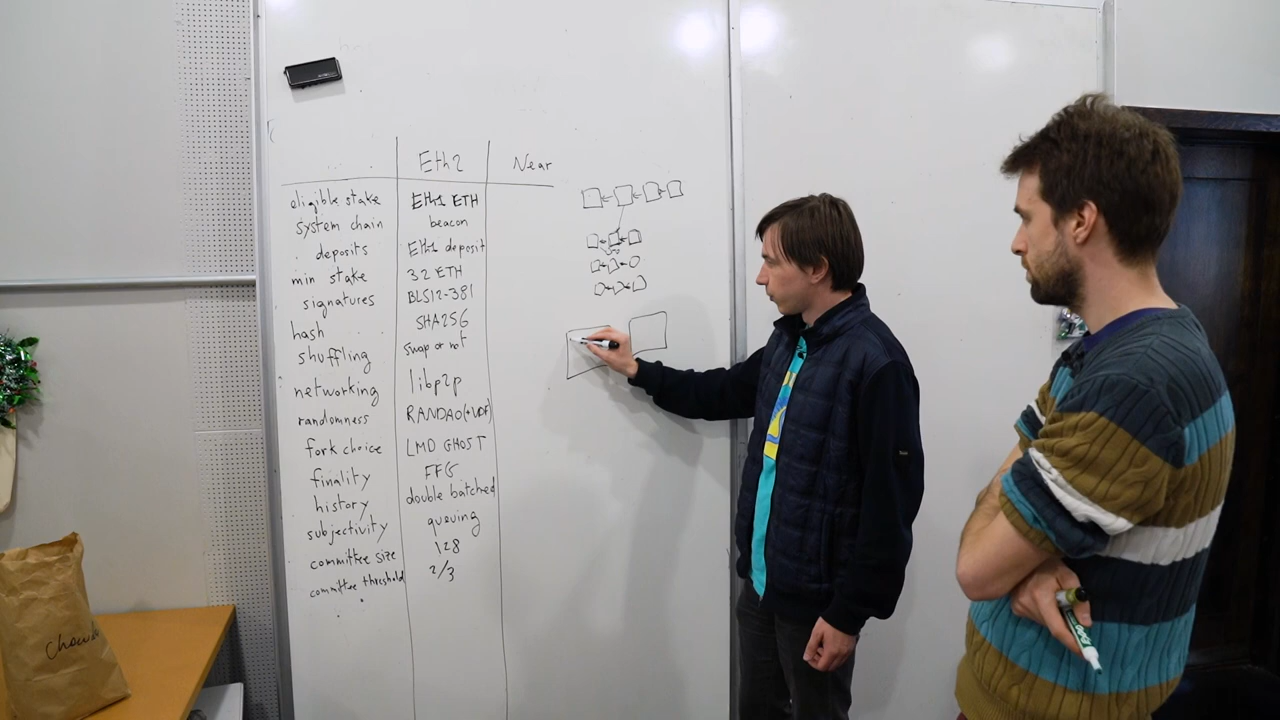 Eth2 Near
eligible stake Eth1 ETH
system chain beacon
deposits Eth1 deposit
min stake 32 ETH
signatures BLS12-381
hash SHA256
shuffling swap or not
networking libp2p
randomness RANDAO(+VDF)
fork choice LMD GHOST
finality FFG
history double batched
subjectivity queuing
committee size 128
committee threshold 2/3